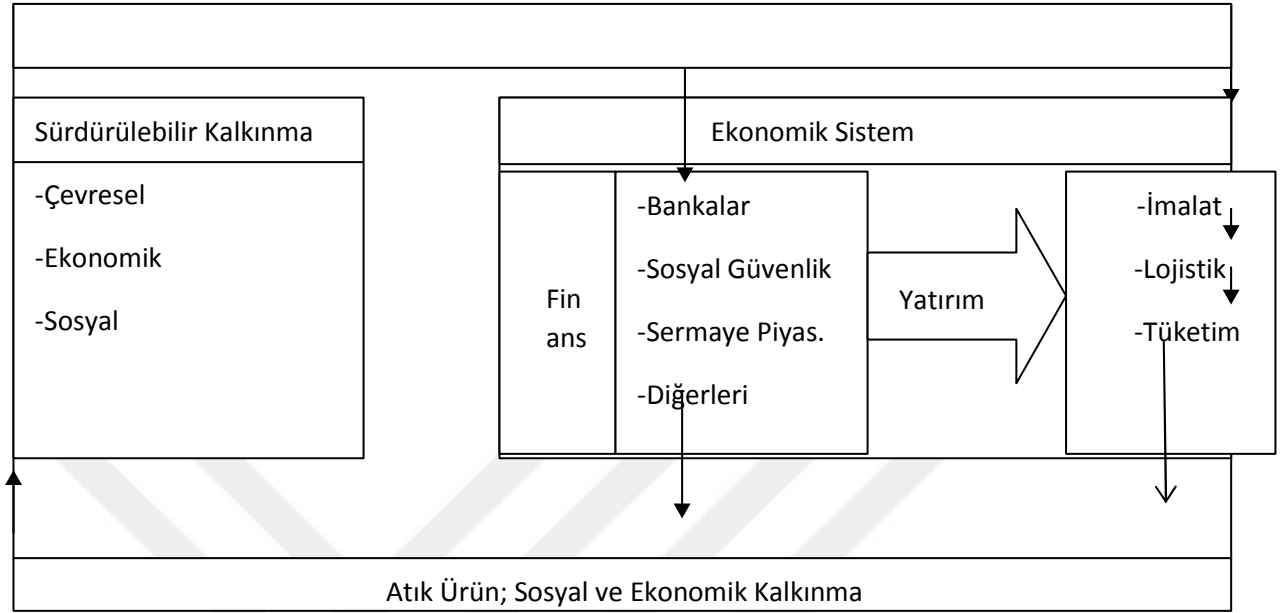 Sürdürülebilir Kalkınma
-Çevresel
-Ekonomik
-Sosyal
Ekonomik Sistem
Fin
ans
-Bankalar
-Sosyal Güvenlik
-Sermaye Piyas.
-Diğerleri
Yatırım
-İmalat
-Lojistik
-Tüketim
Atık Ürün; Sosyal ve Ekonomik Kalkınma